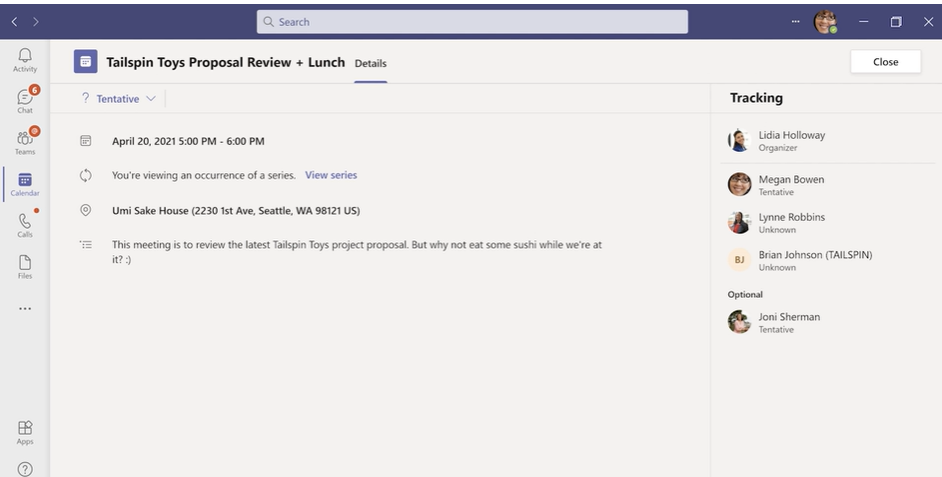 Search
Activity
6
Chat
@
Teams
Calendar
Calls
Files
Apps
Tailspin Toys Proposal Review + Lunch
Details
Close
? Tentative
April 20, 2021 5:00 PM - 6:00 PM
You're viewing an occurrence of a series. View series
Umi Sake House (2230 1st Ave, Seattle, WA 98121 US)
This meeting is to review the latest Tailspin Toys project proposal. But why not eat some sushi while we're at
it? :)
Tracking
Lidia Holloway
Organizer
Megan Bowen
Tentative
Lynne Robbins
Unknown
BJ
Brian Johnson (TAILSPIN)
Unknown
Optional
Joni Sherman
Tentative